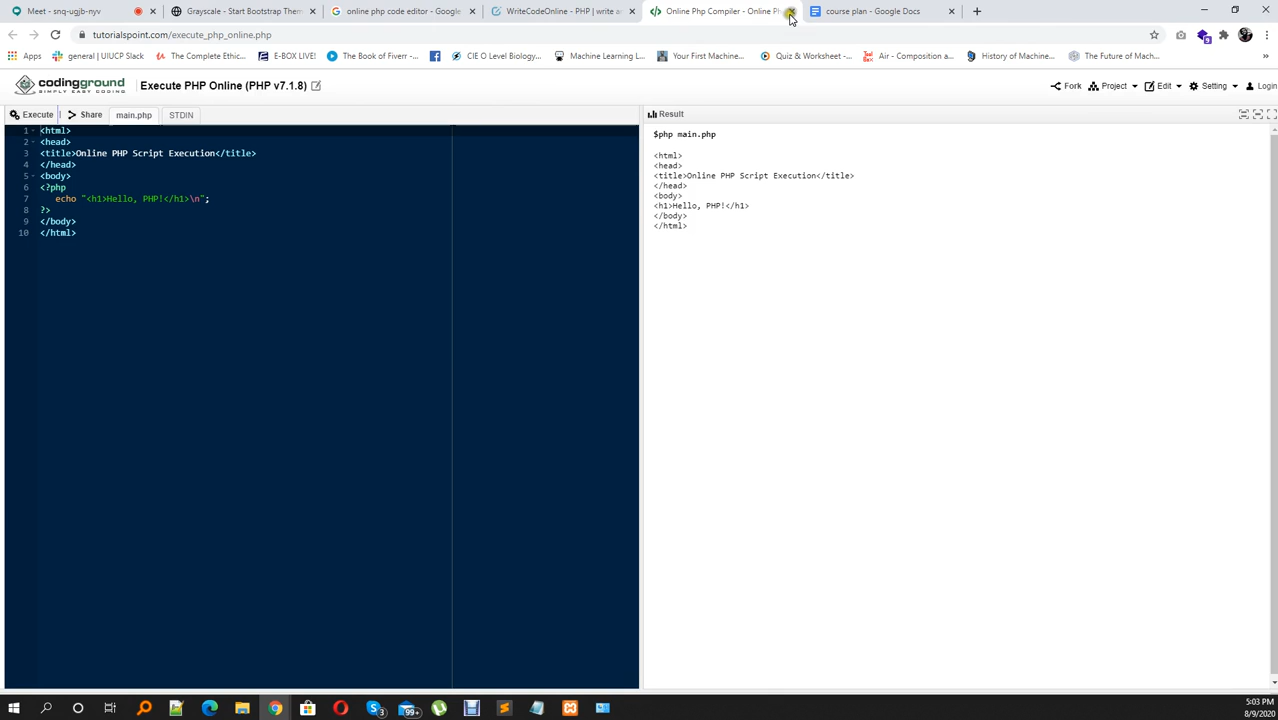 Meet - snq-ugjb-nyv
Grayscale - Start Bootstrap Them
online php code editor - Google
WriteCodeOnline - PHP | write a
Online Php Compiler - Online Ph
course plan - Google Docs
tutorialspoint.com/execute_php_online.php
9
Apps
general | UIUCP Slack
The Complete Ethic...
E-BOX LIVE!
The Book of Fiverr -...
CIE O Level Biology...
Machine Learning L...
Your First Machine...
Quiz & Worksheet -...
Air - Composition a...
History of Machine...
The Future of Mach...
»
codingground
SIMPLY EASY CODING
Execute PHP Online (PHP v7.1.8)
Fork
Project
Edit
Setting
Login
Execute
| Share
main.php
STDIN
Result
1 <html>
2 <head>
3 <title>Online PHP Script Execution</title>
4 </head>
5 <body>
6 <?php
7 echo "<h1>Hello, PHP!</h1>\n";
8 ?>
9 </body>
10 </html>
$php main.php
<html>
<head>
<title>Online PHP Script Execution</title>
</head>
<body>
<h1>Hello, PHP!</h1>
</body>
</html>
3
99+
5:03 PM
8/9/2020